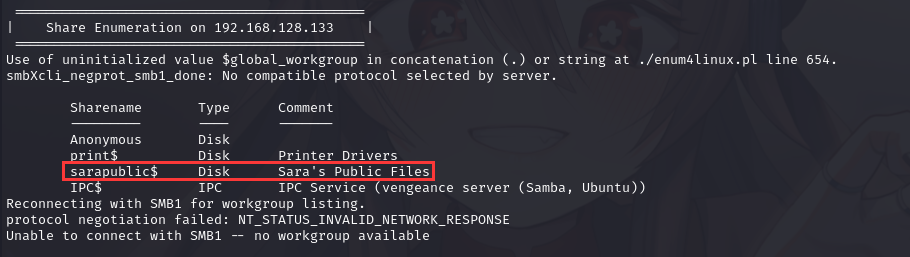 | Share Enumeration on 192.168.128.133 |
Use of uninitialized value $global_workgroup in concatenation (.) or string at ./enum4linux.pl line 654.
smbXcli_negprot_smb1_done: No compatible protocol selected by server.
Sharename Type Comment
Anonymous Disk
print$ Disk Printer Drivers
sarapublic$ Disk Sara's Public Files
IPC$ IPC IPC Service (vengeance server (Samba, Ubuntu))
Reconnecting with SMB1 for workgroup listing.
protocol negotiation failed: NT_STATUS_INVALID_NETWORK_RESPONSE
Unable to connect with SMB1 -- no workgroup available